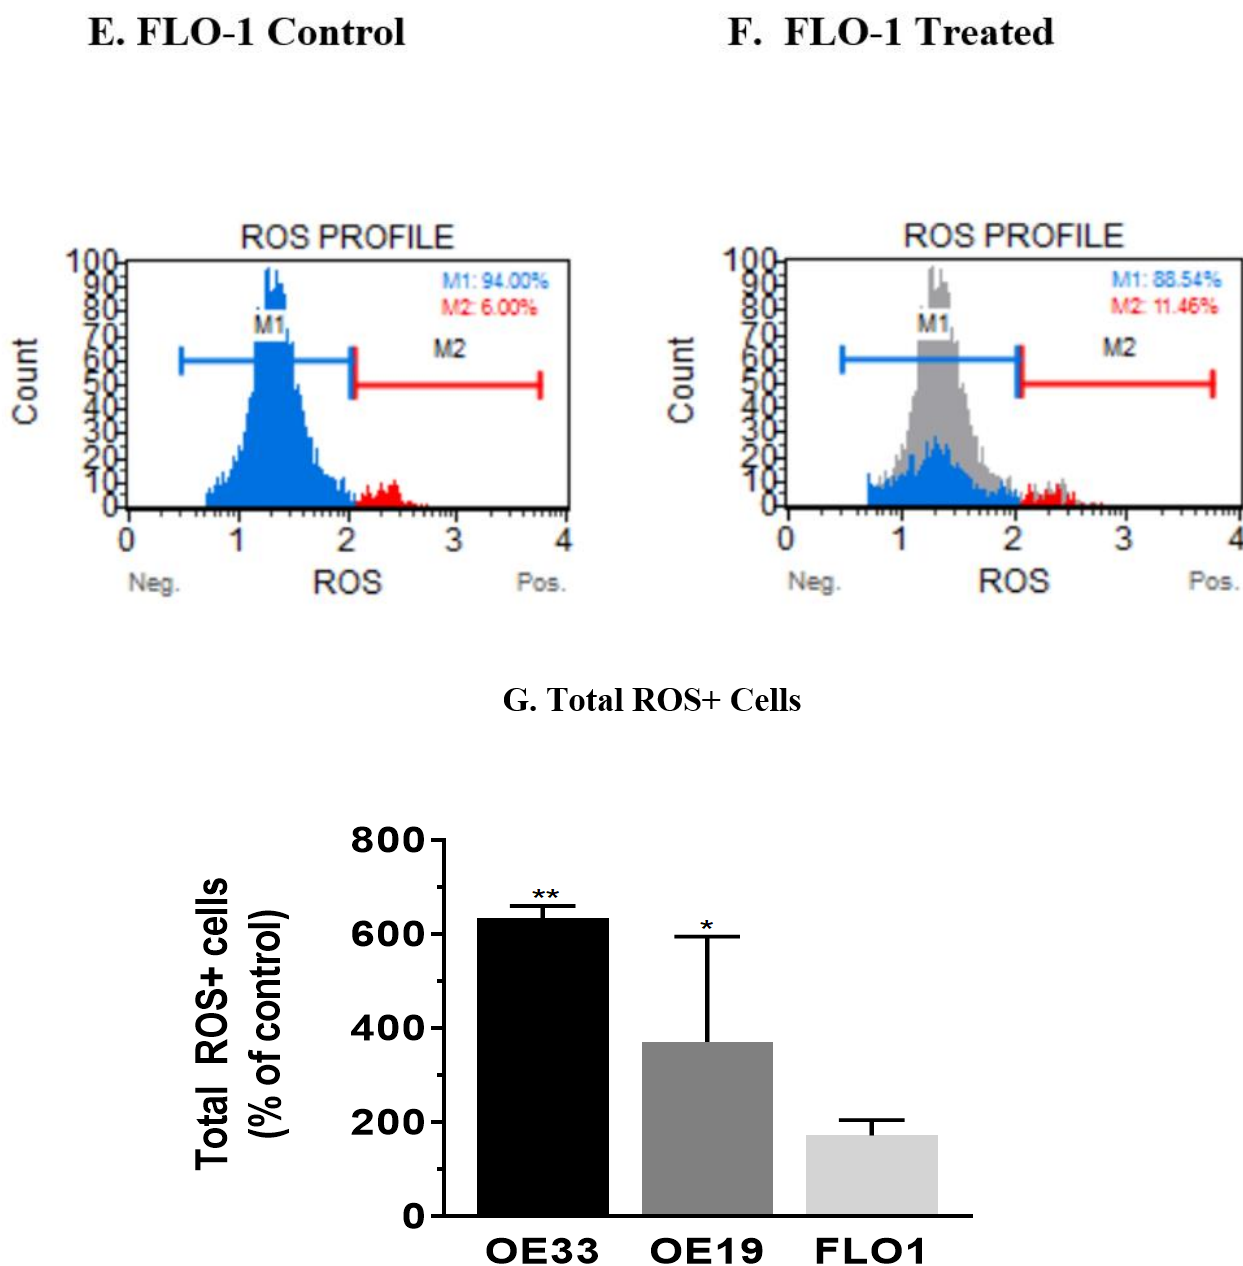 E. FLO-1 Control
F. FLO-1 Treated
ROS PROFILE
M1: 94.00%
M2: 6.00%
M1
M2
Count
100
90
80
70
60
50
40
30
20
10
0
0 1 2 3 4
Neg. ROS Pos.
ROS PROFILE
M1: 88.54%
M2: 11.46%
M1
M2
Count
100
90
80
70
60
50
40
30
20
10
0
0 1 2 3 4
Neg. ROS Pos.
G. Total ROS+ Cells
Total ROS+ cells
(% of control)
800
600
400
200
0
**
*
OE33 OE19 FLO1